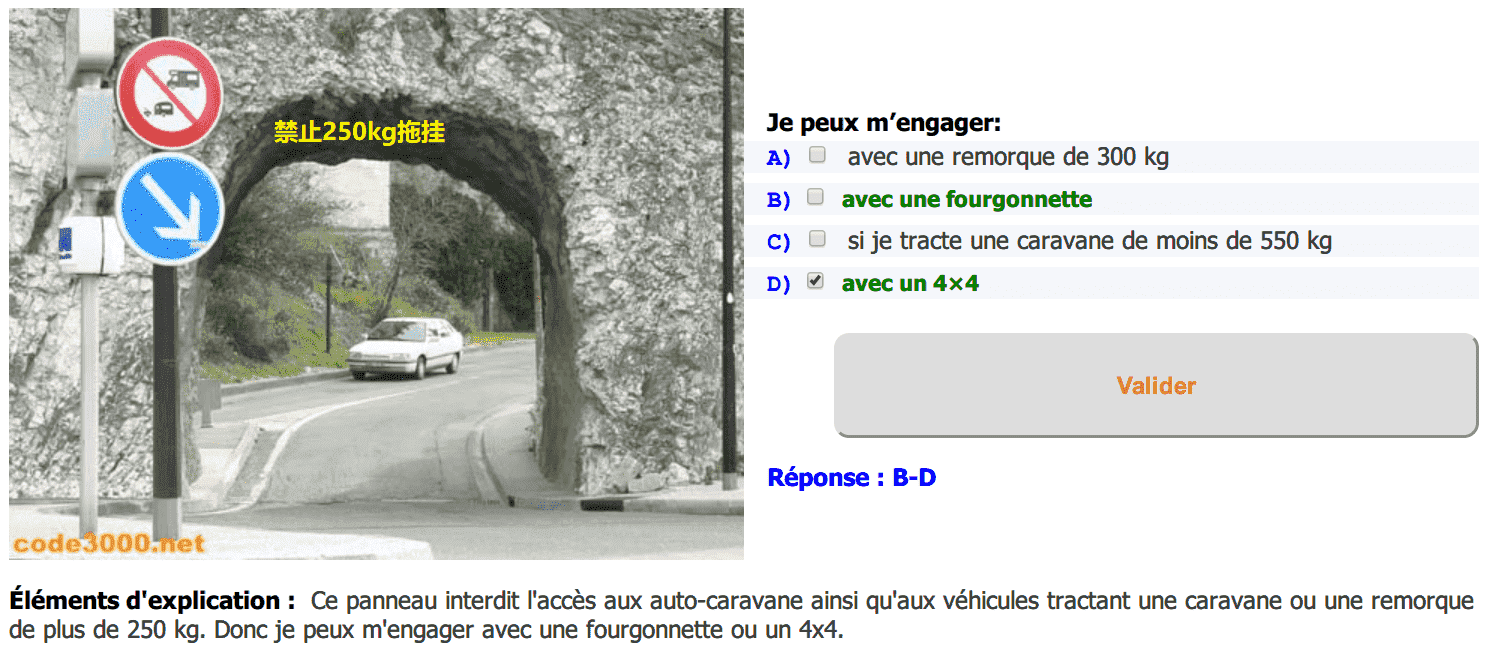 禁止250kg拖挂
code3000.net
Je peux m’engager:
A) avec une remorque de 300 kg
B) avec une fourgonnette
C) si je tracte une caravane de moins de 550 kg
D) avec un 4×4
Valider
Réponse : B-D
Éléments d'explication : Ce panneau interdit l'accès aux auto-caravane ainsi qu'aux véhicules tractant une caravane ou une remorque
de plus de 250 kg. Donc je peux m'engager avec une fourgonnette ou un 4x4.